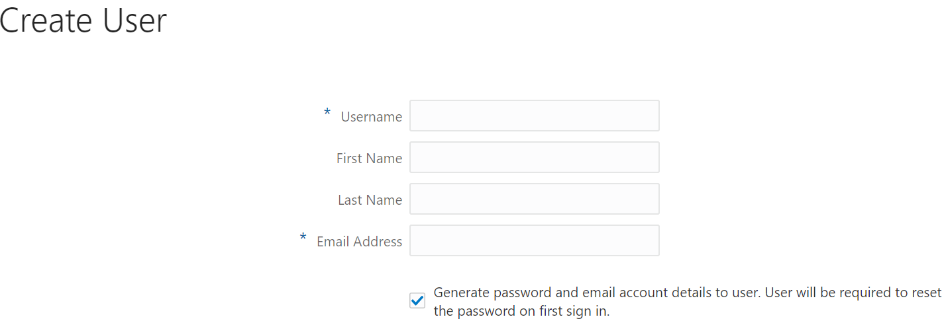 Create User
* Username
First Name
Last Name
* Email Address
Generate password and email account details to user. User will be required to reset
the password on first sign in.